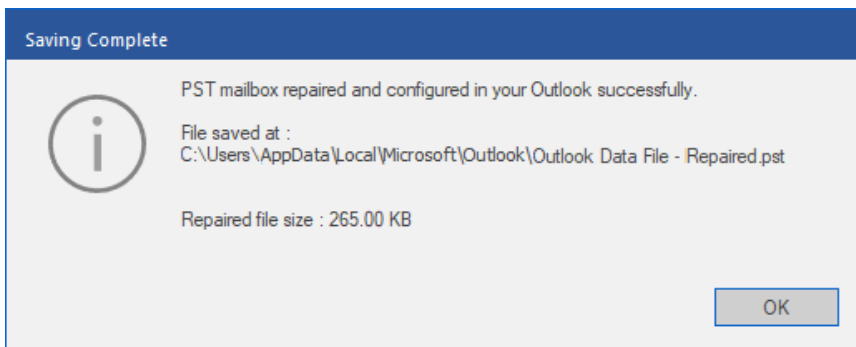 Saving Complete
PST mailbox repaired and configured in your Outlook successfully.
File saved at :
C:\Users\AppData\Local\Microsoft\Outlook\Outlook Data File - Repaired.pst
Repaired file size : 265.00 KB
OK